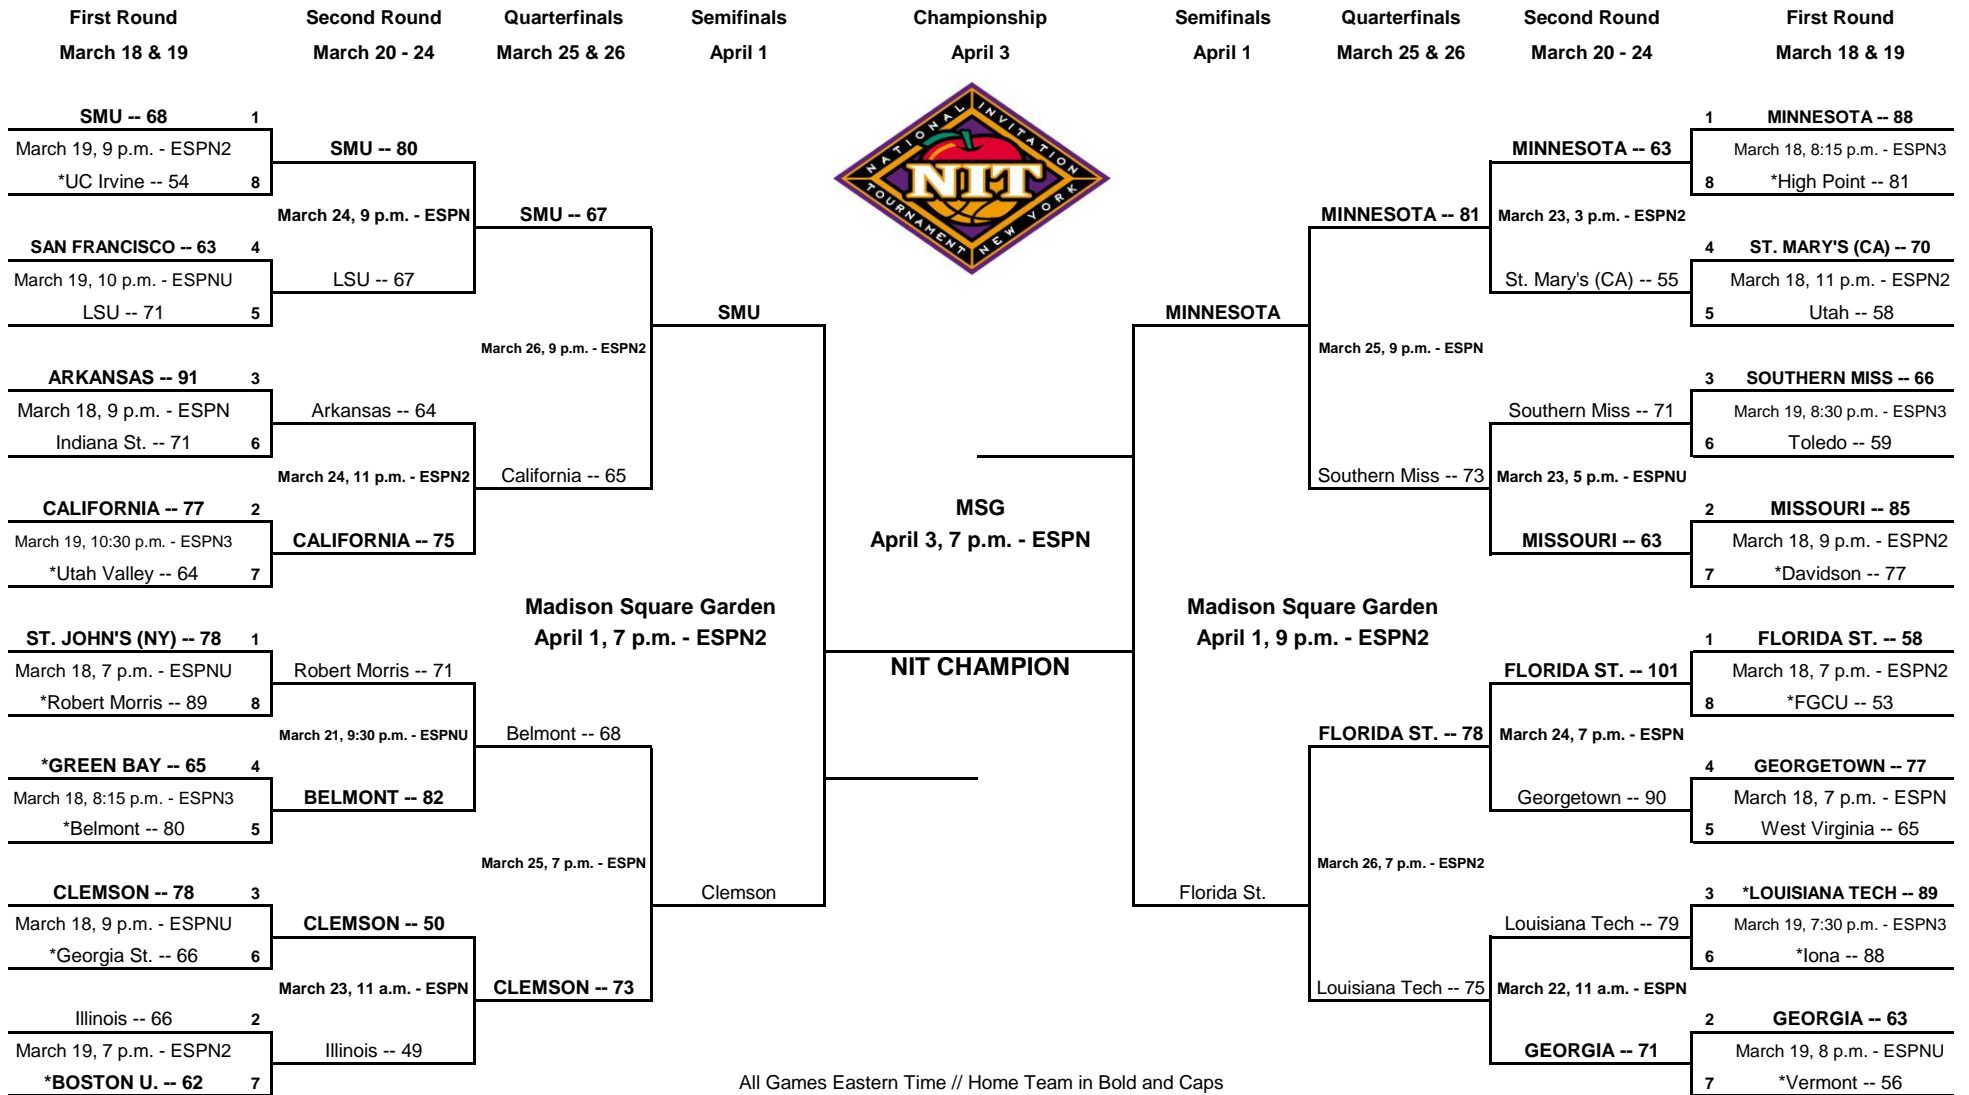 First Round
Second Round
Quarterfinals
Semifinals
Championship
Semifinals
Quarterfinals
Second Round
First Round
March 18 & 19
March 20 - 24
March 25 & 26
April 1
April 3
April 1
March 25 & 26
March 20 - 24
March 18 & 19
SMU -- 68 1
March 19, 9 p.m. - ESPN2
*UC Irvine -- 54 8
SAN FRANCISCO -- 63 4
March 19, 10 p.m. - ESPNU
LSU -- 71 5
ARKANSAS -- 91 3
March 18, 9 p.m. - ESPN
Indiana St. -- 71 6
CALIFORNIA -- 77 2
March 19, 10:30 p.m. - ESPN3
*Utah Valley -- 64 7
ST. JOHN'S (NY) -- 78 1
March 18, 7 p.m. - ESPNU
*Robert Morris -- 89 8
*GREEN BAY -- 65 4
March 18, 8:15 p.m. - ESPN3
*Belmont -- 80 5
CLEMSON -- 78 3
March 18, 9 p.m. - ESPNU
*Georgia St. -- 66 6
Illinois -- 66 2
March 19, 7 p.m. - ESPN2
*BOSTON U. -- 62 7
SMU -- 80
March 24, 9 p.m. - ESPN
LSU -- 67
Arkansas -- 64
March 24, 11 p.m. - ESPN2
CALIFORNIA -- 75
Robert Morris -- 71
March 21, 9:30 p.m. - ESPNU
BELMONT -- 82
CLEMSON -- 50
March 23, 11 a.m. - ESPN
Illinois -- 49
SMU -- 67
March 26, 9 p.m. - ESPN2
California -- 65
Belmont -- 68
March 25, 7 p.m. - ESPN
CLEMSON -- 73
SMU
Madison Square Garden
April 1, 7 p.m. - ESPN2
Clemson
NATIONAL INVITATION
NIT
TOURNAMENT NEW YORK
MSG
April 3, 7 p.m. - ESPN
NIT CHAMPION
MINNESOTA
Madison Square Garden
April 1, 9 p.m. - ESPN2
Florida St.
MINNESOTA -- 81
March 25, 9 p.m. - ESPN
Southern Miss -- 73
FLORIDA ST. -- 78
March 26, 7 p.m. - ESPN2
Louisiana Tech -- 75
MINNESOTA -- 63
March 23, 3 p.m. - ESPN2
St. Mary's (CA) -- 55
Southern Miss -- 71
March 23, 5 p.m. - ESPNU
MISSOURI -- 63
FLORIDA ST. -- 101
March 24, 7 p.m. - ESPN
Georgetown -- 90
Louisiana Tech -- 79
March 22, 11 a.m. - ESPN
GEORGIA -- 71
1 MINNESOTA -- 88
March 18, 8:15 p.m. - ESPN3
8 *High Point -- 81
4 ST. MARY'S (CA) -- 70
March 18, 11 p.m. - ESPN2
5 Utah -- 58
3 SOUTHERN MISS -- 66
March 19, 8:30 p.m. - ESPN3
6 Toledo -- 59
2 MISSOURI -- 85
March 18, 9 p.m. - ESPN2
7 *Davidson -- 77
1 FLORIDA ST. -- 58
March 18, 7 p.m. - ESPN2
8 *FGCU -- 53
4 GEORGETOWN -- 77
March 18, 7 p.m. - ESPN
5 West Virginia -- 65
3 *LOUISIANA TECH -- 89
March 19, 7:30 p.m. - ESPN3
6 *Iona -- 88
2 GEORGIA -- 63
March 19, 8 p.m. - ESPNU
7 *Vermont -- 56
All Games Eastern Time // Home Team in Bold and Caps